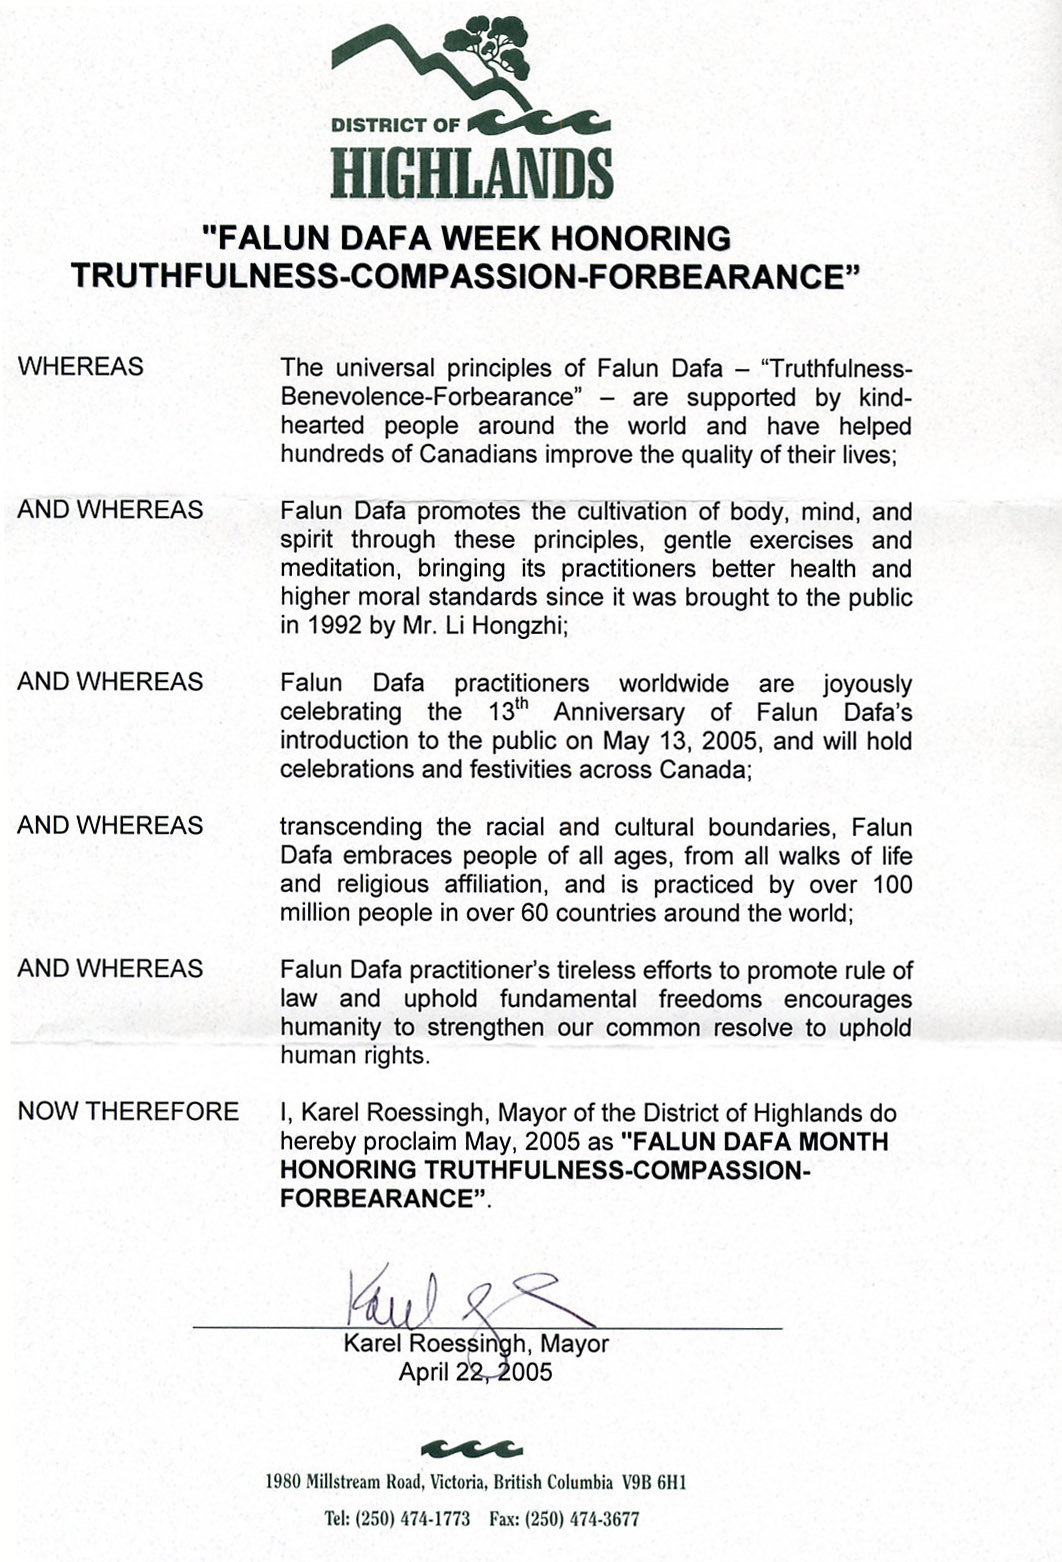 DISTRICT OF
HIGHLANDS
"FALUN DAFA WEEK HONORING
TRUTHFULNESS-COMPASSION-FORBEARANCE”
WHEREAS The universal principles of Falun Dafa – “Truthfulness-
Benevolence-Forbearance” – are supported by kind-
hearted people around the world and have helped
hundreds of Canadians improve the quality of their lives;
AND WHEREAS Falun Dafa promotes the cultivation of body, mind, and
spirit through these principles, gentle exercises and
meditation, bringing its practitioners better health and
higher moral standards since it was brought to the public
in 1992 by Mr. Li Hongzhi;
AND WHEREAS Falun Dafa practitioners worldwide are joyously
celebrating the 13th Anniversary of Falun Dafa’s
introduction to the public on May 13, 2005, and will hold
celebrations and festivities across Canada;
AND WHEREAS transcending the racial and cultural boundaries, Falun
Dafa embraces people of all ages, from all walks of life
and religious affiliation, and is practiced by over 100
million people in over 60 countries around the world;
AND WHEREAS Falun Dafa practitioner’s tireless efforts to promote rule of
law and uphold fundamental freedoms encourages
humanity to strengthen our common resolve to uphold
human rights.
NOW THEREFORE I, Karel Roessingh, Mayor of the District of Highlands do
hereby proclaim May, 2005 as "FALUN DAFA MONTH
HONORING TRUTHFULNESS-COMPASSION-
FORBEARANCE”.
Karel
Karel Roessingh, Mayor
April 22, 2005
1980 Millstream Road, Victoria, British Columbia V9B 6H1
Tel: (250) 474-1773 Fax: (250) 474-3677